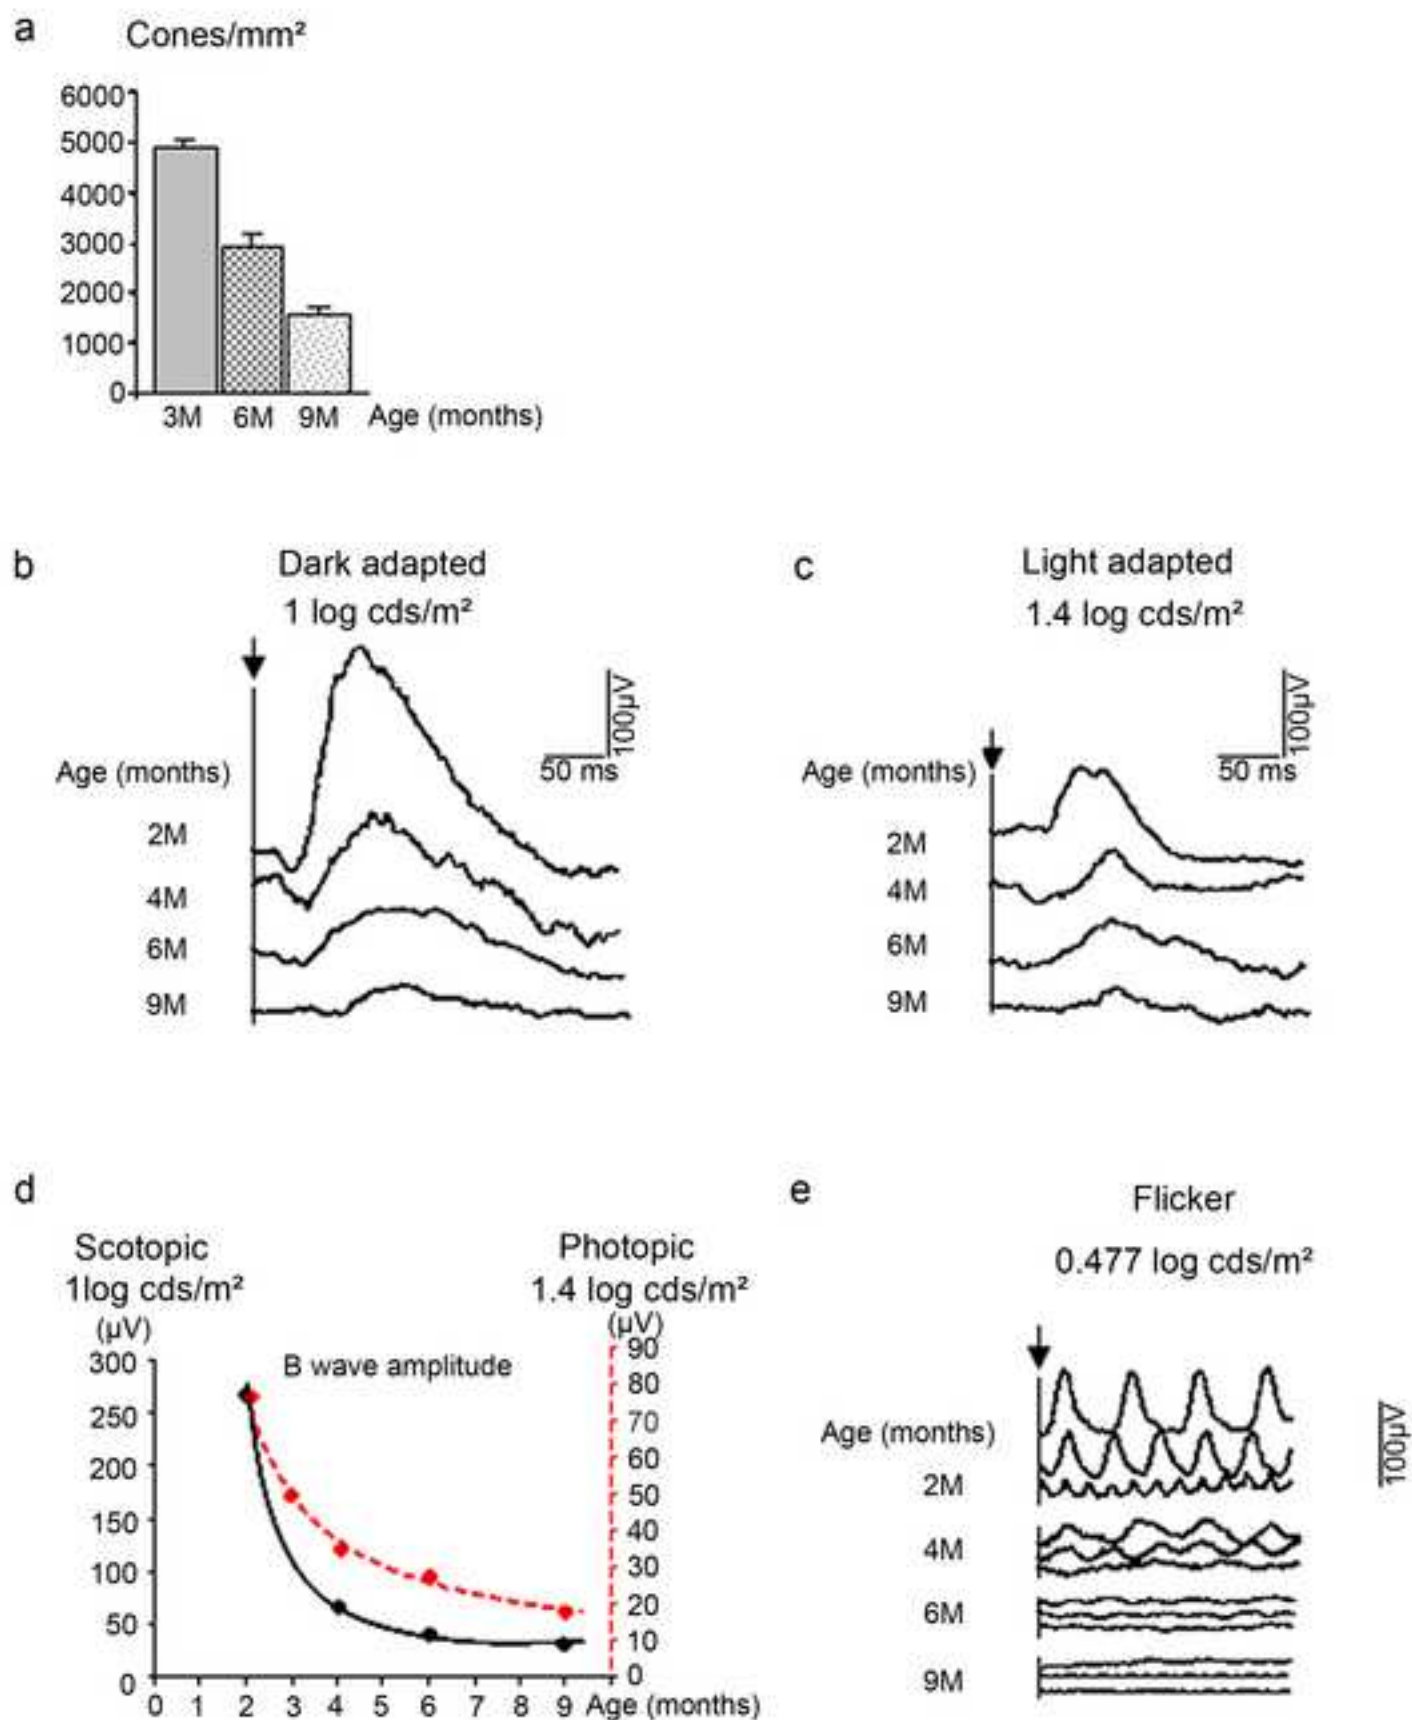 a
Cones/mm²
6000
5000
4000
3000
2000
1000
0
3M 6M 9M Age (months)
b
Dark adapted
1 log cds/m²
100µV
50 ms
Age (months)
2M
4M
6M
9M
c
Light adapted
1.4 log cds/m²
100µV
50 ms
Age (months)
2M
4M
6M
9M
d
Scotopic
1log cds/m²
(µV)
Photopic
1.4 log cds/m²
(µV)
B wave amplitude
300
250
200
150
100
50
0
90
80
70
60
50
40
30
20
10
0
0 1 2 3 4 5 6 7 8 9 Age (months)
e
Flicker
0.477 log cds/m²
Age (months)
2M
4M
6M
9M
100µV